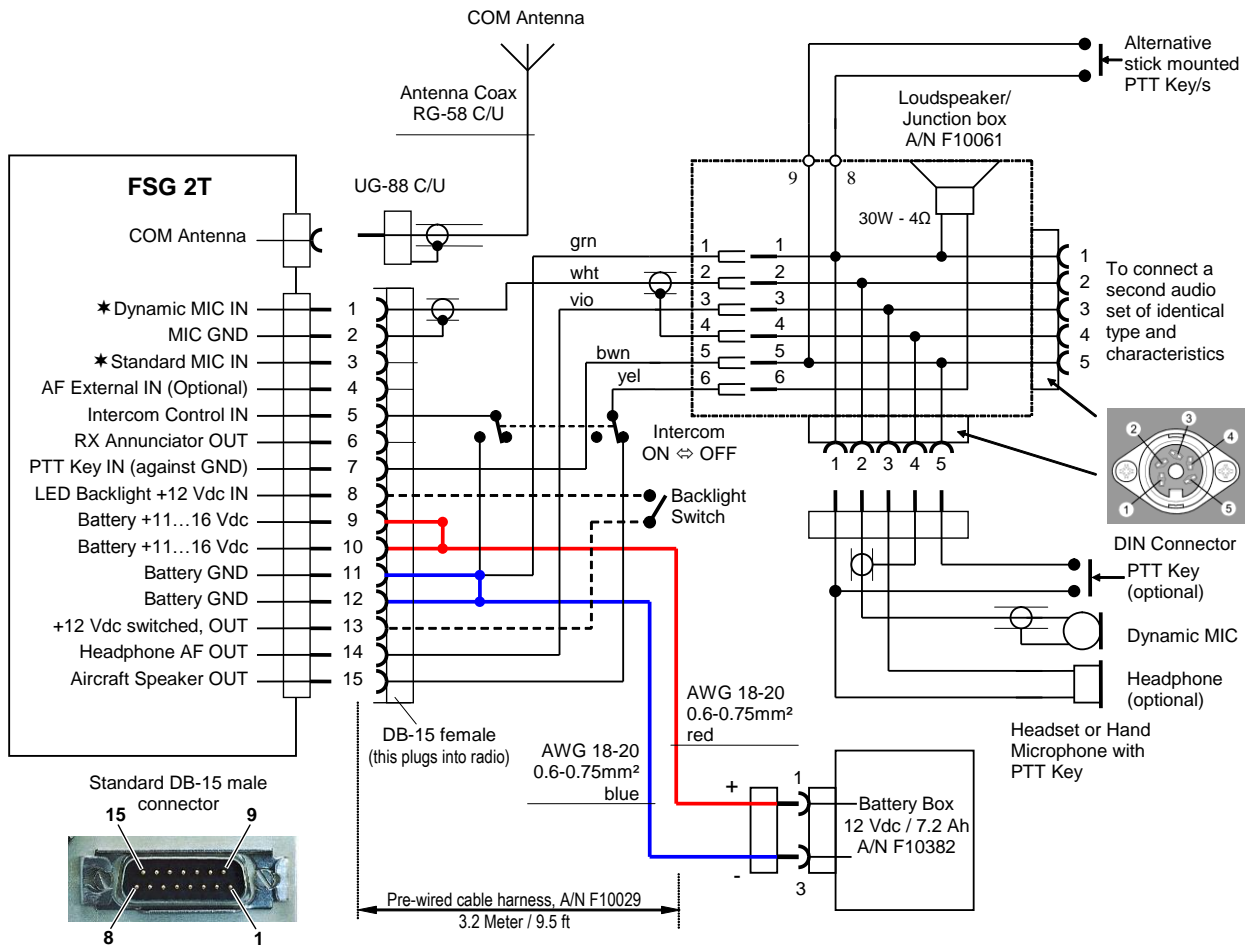 COM Antenna
Alternative
stick mounted
PTT Key/s
Antenna Coax
RG-58 C/U
Loudspeaker/
Junction box
A/N F10061
FSG 2T
UG-88 C/U
9
8
30W - 4Ω
COM Antenna
grn
wht
vio
bwn
yel
1
2
3
4
5
6
1
2
3
4
5
6
1
2
3
4
5
To connect a
second audio
set of identical
type and
characteristics
✶Dynamic MIC IN 1
MIC GND 2
✶Standard MIC IN 3
AF External IN (Optional) 4
Intercom Control IN 5
RX Annunciator OUT 6
PTT Key IN (against GND) 7
LED Backlight +12 Vdc IN 8
Battery +11…16 Vdc 9
Battery +11…16 Vdc 10
Battery GND 11
Battery GND 12
+12 Vdc switched, OUT 13
Headphone AF OUT 14
Aircraft Speaker OUT 15
Intercom
ON ⇔ OFF
Backlight
Switch
1 2 3 4 5
1
2
3
4
5
DIN Connector
PTT Key
(optional)
Dynamic MIC
Headphone
(optional)
Headset or Hand
Microphone with
PTT Key
DB-15 female
(this plugs into radio)
AWG 18-20
0.6-0.75mm²
red
AWG 18-20
0.6-0.75mm²
blue
+
-
1
3
Battery Box
12 Vdc / 7.2 Ah
A/N F10382
Standard DB-15 male
connector
15
9
8
1
Pre-wired cable harness, A/N F10029
3.2 Meter / 9.5 ft